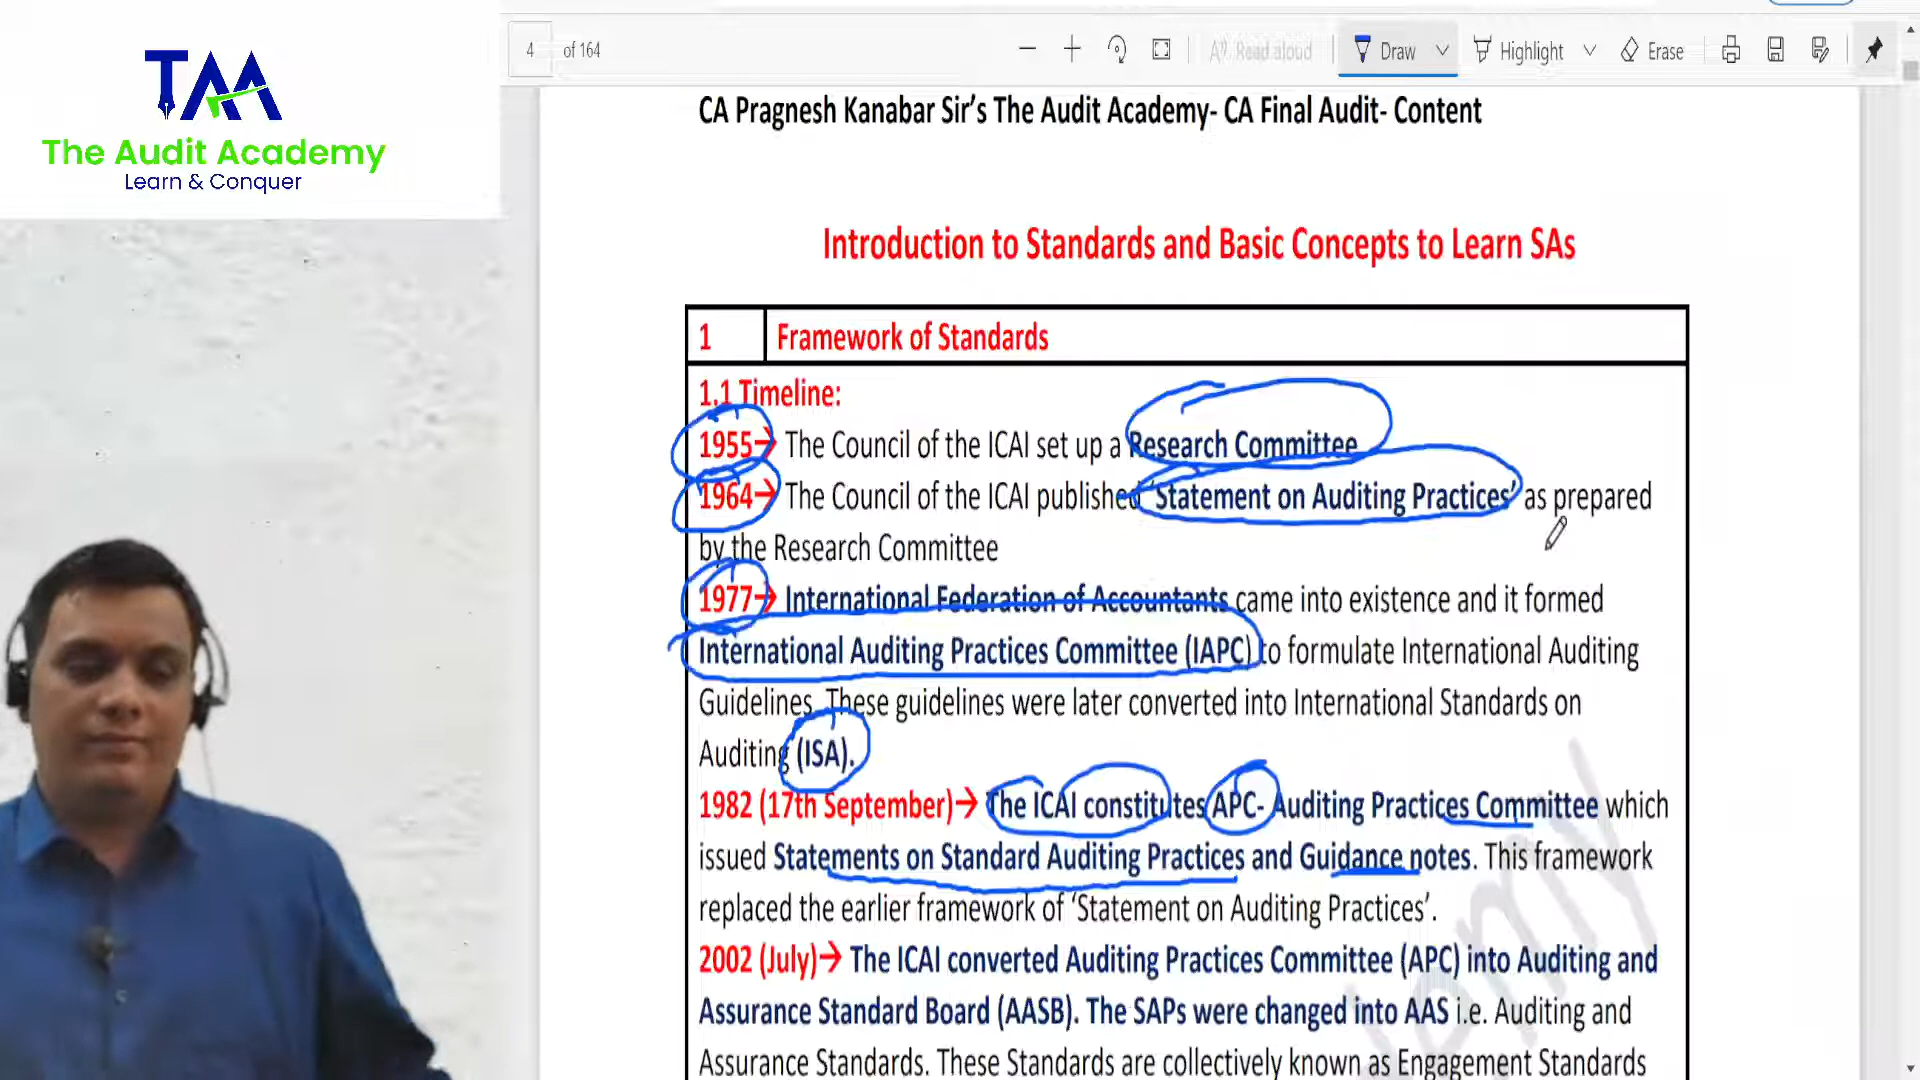 TAA
The Audit Academy
Learn & Conquer
4 of 164
Read aloud
Draw
Highlight
Erase
CA Pragnesh Kanabar Sir's The Audit Academy- CA Final Audit- Content
Introduction to Standards and Basic Concepts to Learn SAs
1 Framework of Standards
1.1 Timeline:
1955→ The Council of the ICAI set up a Research Committee
1964→ The Council of the ICAI published 'Statement on Auditing Practices' as prepared
by the Research Committee
1977→ International Federation of Accountants came into existence and it formed
International Auditing Practices Committee (IAPC) to formulate International Auditing
Guidelines. These guidelines were later converted into International Standards on
Auditing (ISA).
1982 (17th September)→ The ICAI constitutes APC- Auditing Practices Committee which
issued Statements on Standard Auditing Practices and Guidance notes. This framework
replaced the earlier framework of 'Statement on Auditing Practices'.
2002 (July)→ The ICAI converted Auditing Practices Committee (APC) into Auditing and
Assurance Standard Board (AASB). The SAPs were changed into AAS i.e. Auditing and
Assurance Standards. These Standards are collectively known as Engagement Standards